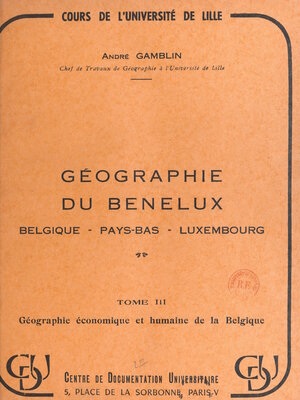 COURS DE L'UNIVERSITÉ DE LILLE
ANDRÉ GAMBLIN
Chef de Travaux de Géographie à l'Université de Lille
GÉOGRAPHIE
DU BENELUX
BELGIQUE - PAYS-BAS - LUXEMBOURG
TOME III
Géographie économique et humaine de la Belgique
CDU
CDU
CENTRE DE DOCUMENTATION UNIVERSITAIRE
5, PLACE DE LA SORBONNE, PARIS-V